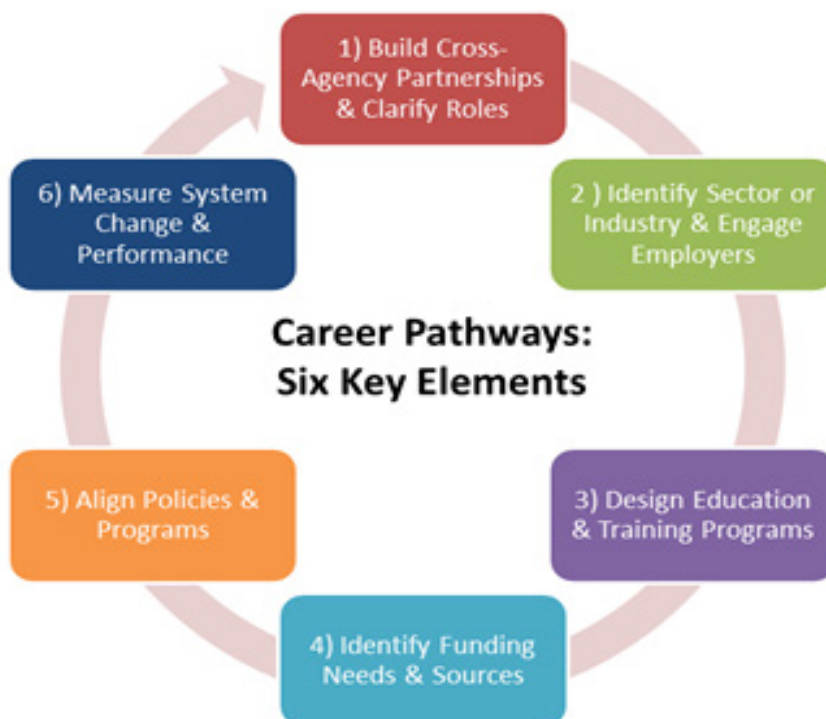 1) Build Cross-
Agency Partnerships
& Clarify Roles
2 ) Identify Sector or
Industry & Engage
Employers
3) Design Education
& Training Programs
4) Identify Funding
Needs & Sources
5) Align Policies &
Programs
6) Measure System
Change &
Performance
Career Pathways:
Six Key Elements